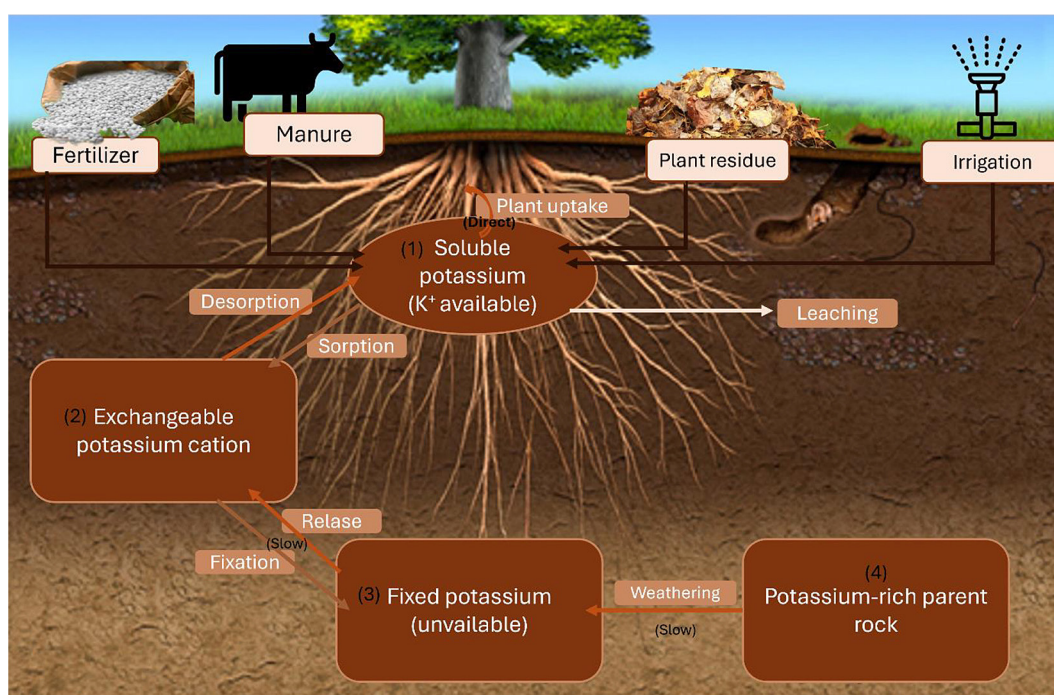 Fertilizer
Manure
Plant residue
Irrigation
Plant uptake
(Direct)
(1) Soluble
potassium
(K⁺ available)
Desorption
Sorption
Leaching
(2) Exchangeable
potassium cation
Relase
(Slow)
Fixation
(3) Fixed potassium
(unvailable)
Weathering
(Slow)
(4)
Potassium-rich parent
rock